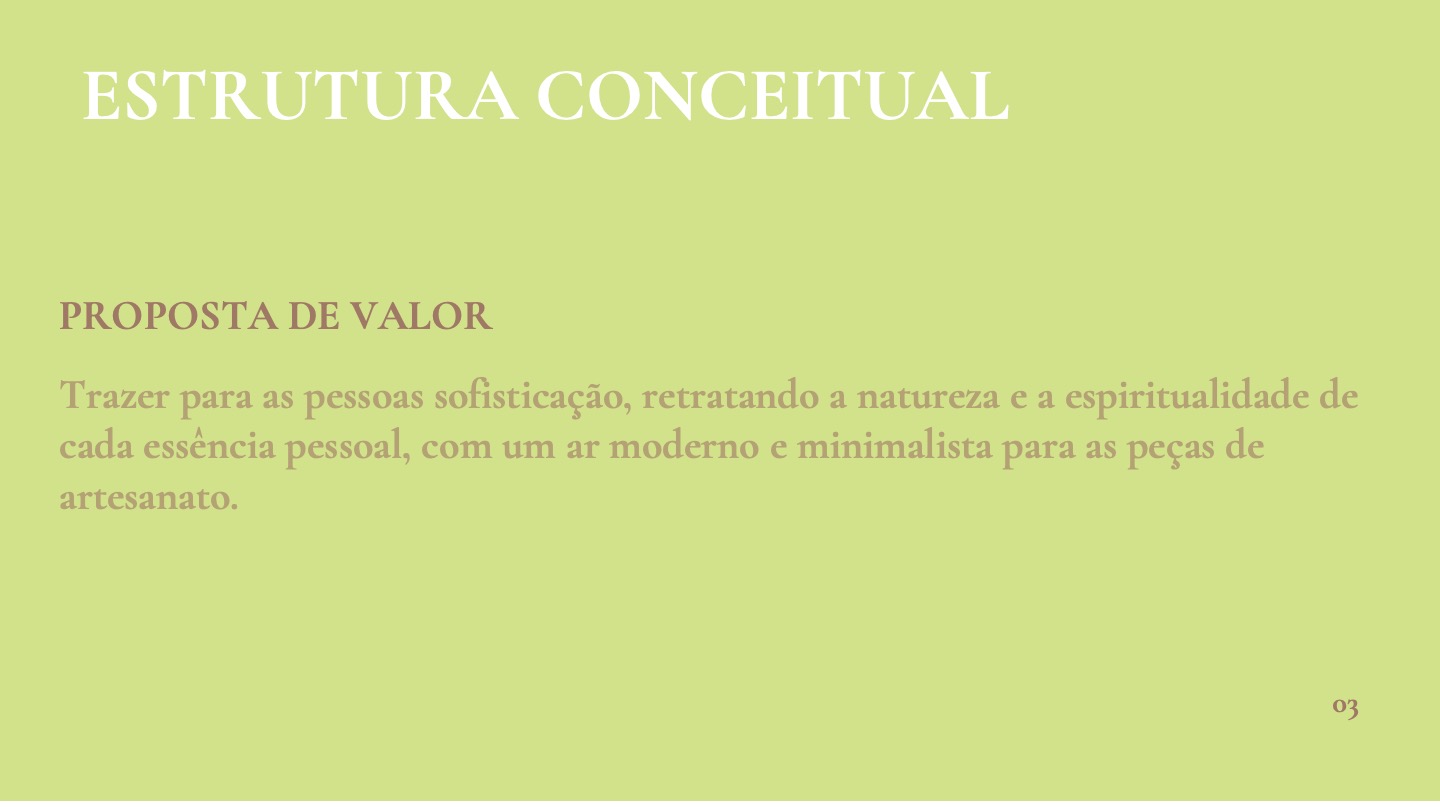 ESTRUTURA CONCEITUAL
PROPOSTA DE VALOR
Trazer para as pessoas sofisticação, retratando a natureza e a espiritualidade de
cada essência pessoal, com um ar moderno e minimalista para as peças de
artesanato.
03